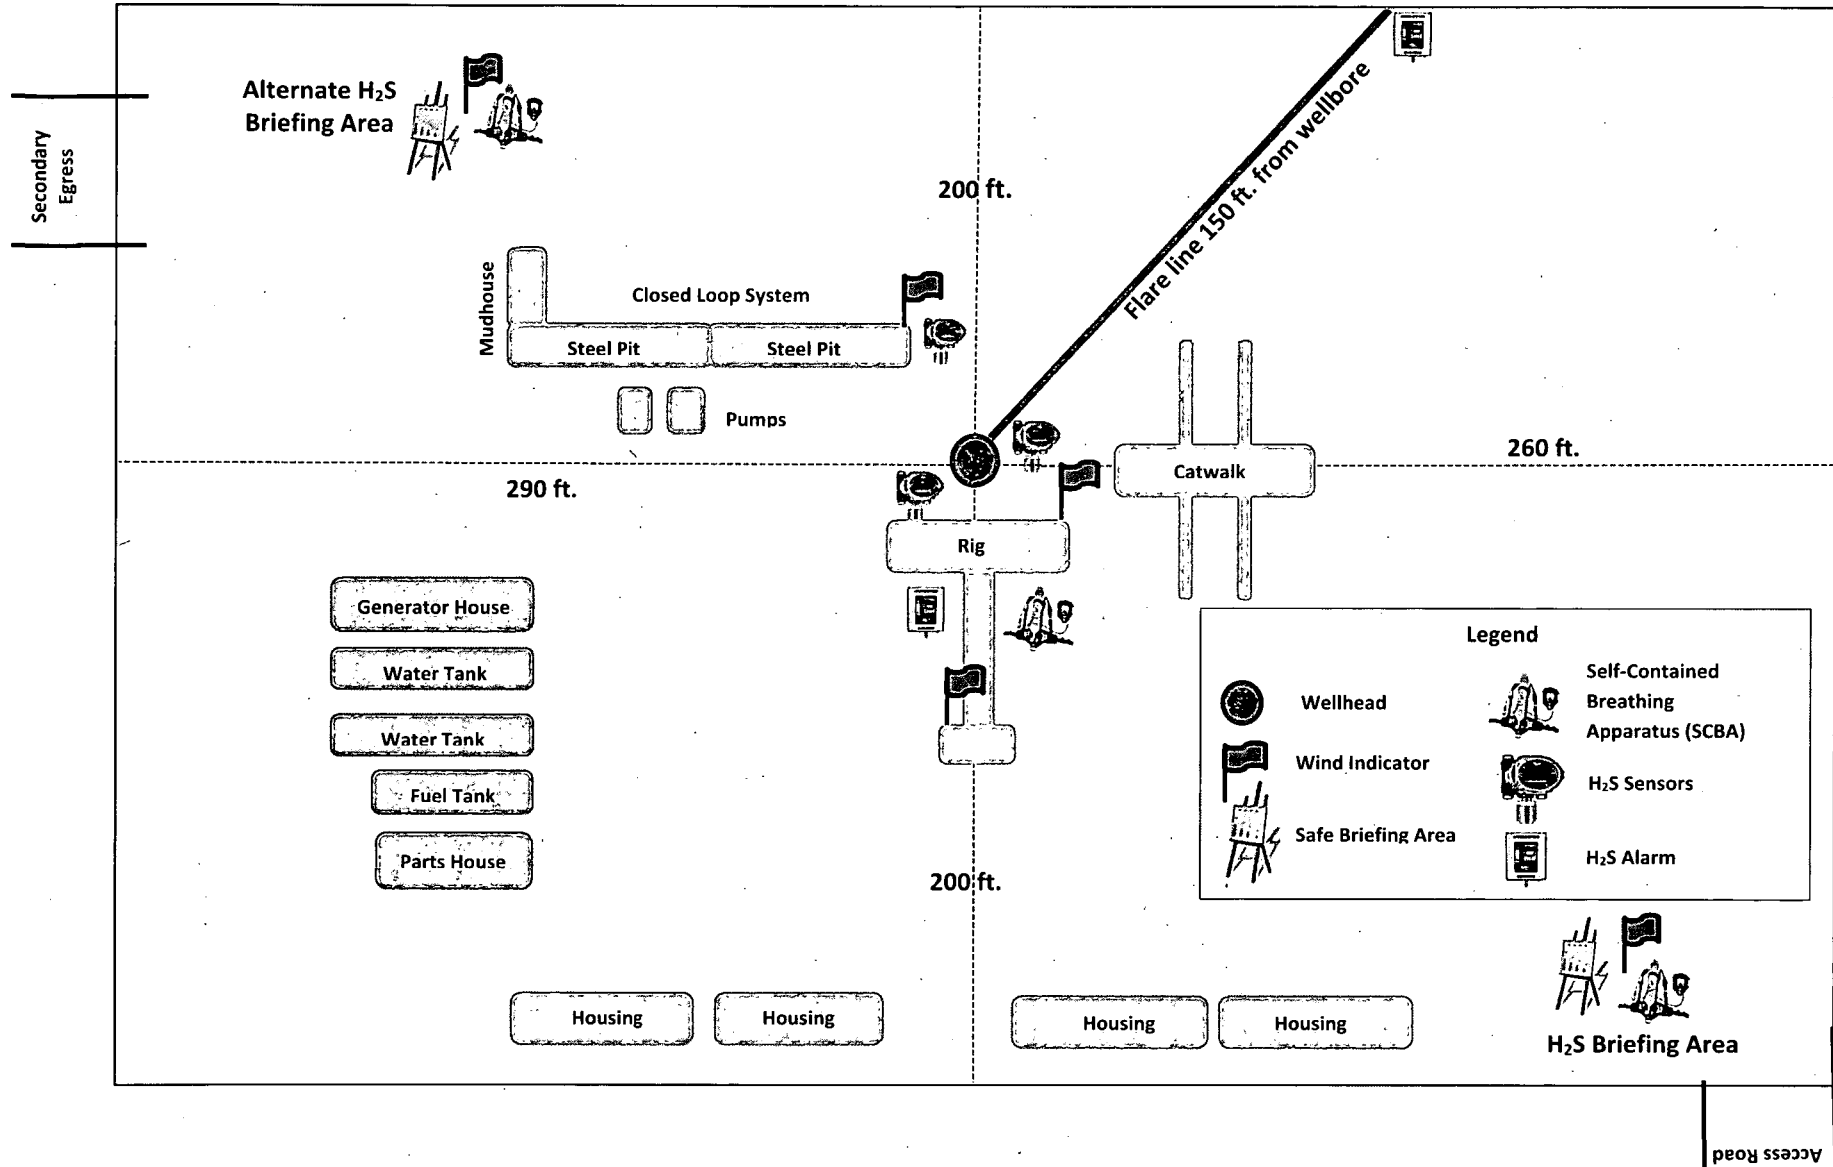 Alternate H₂S
Briefing Area
Secondary
Egress
200 ft.
Flare line 150 ft. from wellbore
Mudhouse
Closed Loop System
Steel Pit
Steel Pit
Pumps
290 ft.
260 ft.
Catwalk
Rig
Generator House
Water Tank
Water Tank
Fuel Tank
Parts House
200 ft.
Legend
Wellhead
Wind Indicator
Safe Briefing Area
Self-Contained
Breathing
Apparatus (SCBA)
H₂S Sensors
H₂S Alarm
Housing
Housing
Housing
Housing
H₂S Briefing Area
Access Road